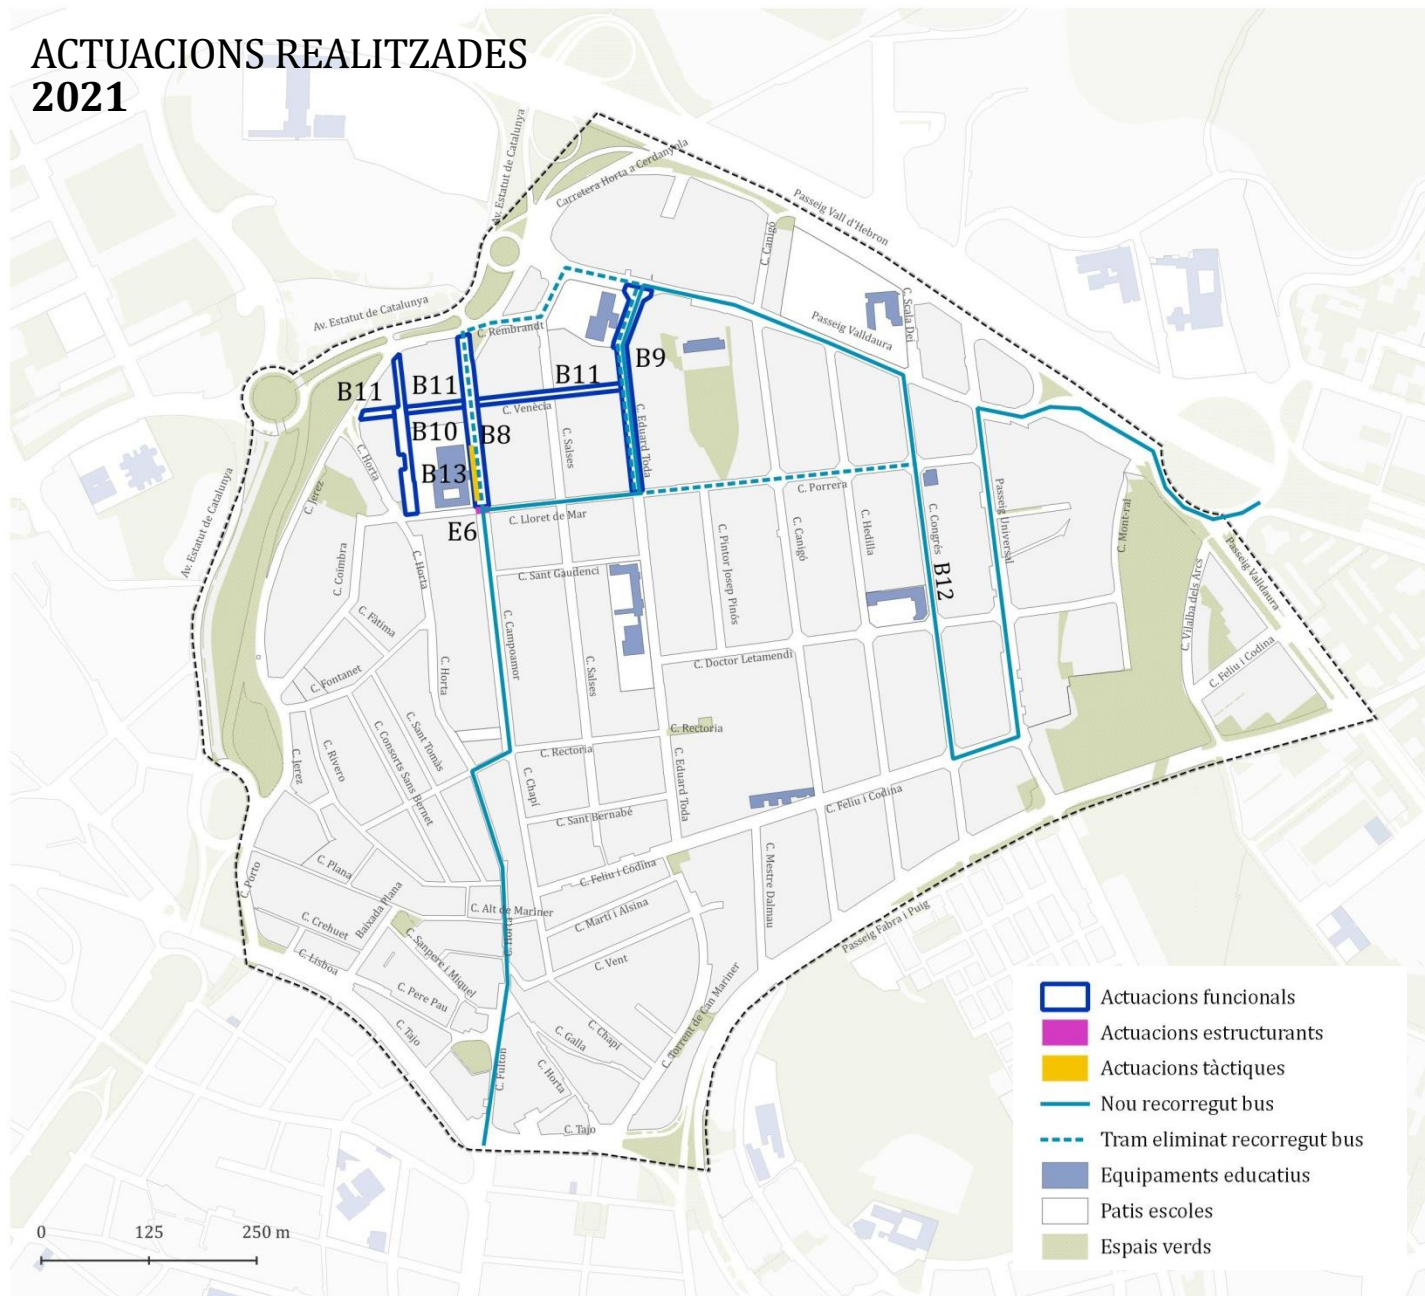 ACTUACIONS REALITZADES
2021
Av. Estatut de Catalunya
Carretera Horta a Cerdanyola
Passeig Vall d'Hebron
C. Canigó
C. Scala Dei
Av. Estatut de Catalunya
Passeig Valldaura
C. Rembrandt
B9
B11
B11
B11
C. Venècia
B10
B8
C. Salses
C. Eduard Toda
C. Horta
B13
C. Jerez
C. Porrera
Passeig Universal
C. Mont-ral
Av. Estatut de Catalunya
E6
C. Lloret de Mar
C. Pintor Josep Pinós
C. Canigó
C. Hedilla
C. Congrés
B12
C. Coimbra
C. Horta
C. Sant Gaudenci
Passeig Valldaura
C. Vilalba dels Arcs
C. Fàtima
C. Campoamor
C. Feliu i Codina
C. Doctor Letamendi
C. Fontanet
C. Horta
C. Salses
C. Sant Tomàs
C. Consorts Sans Bernet
C. Rivero
C. Jerez
C. Rectoria
C. Rectoria
C. Eduard Toda
C. Chapí
C. Sant Bernabé
C. Feliu i Codina
C. Plana
C. Porto
C. Feliu i Codina
C. Mestre Dalmau
Baixada Plana
C. Alt de Mariner
C. Martí i Alsina
C. Crehuet
C. Horta
Passeig Fabra i Puig
C. Lisboa
C. Sanpere i Miquel
C. Vent
C. Pere Pau
C. Torrent de Can Mariner
C. Tajo
C. Galla
C. Chapí
C. Fulton
C. Horta
C. Tajo
Actuacions funcionals
Actuacions estructurants
Actuacions tàctiques
Nou recorregut bus
Tram eliminat recorregut bus
Equipaments educatius
Patis escoles
Espais verds
0 125 250 m